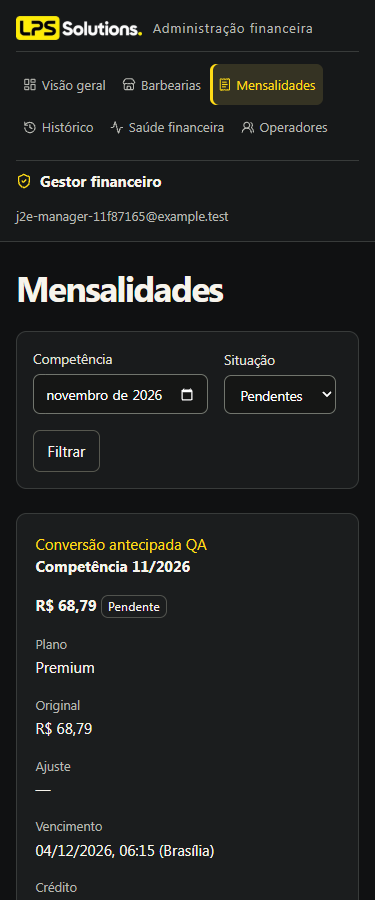 LPS Solutions. Administração financeira
Visão geral Barbearias Mensalidades
Histórico Saúde financeira Operadores
Gestor financeiro
j2e-manager-11f87165@example.test
Mensalidades
Competência Situação
novembro de 2026 Pendentes
Filtrar
Conversão antecipada QA
Competência 11/2026
R$ 68,79 Pendente
Plano
Premium
Original
R$ 68,79
Ajuste
—
Vencimento
04/12/2026, 06:15 (Brasília)
Crédito